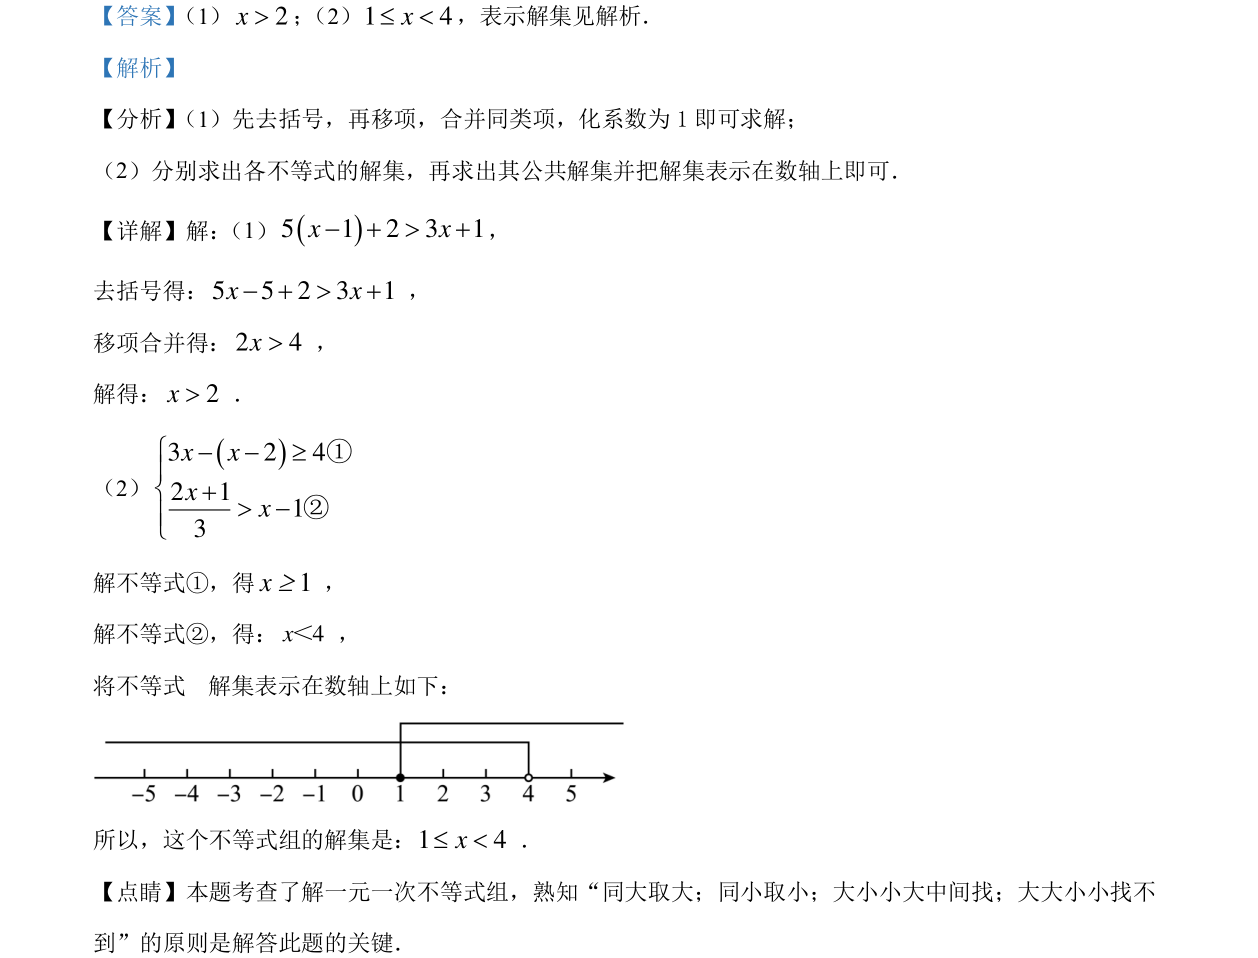 【答案】（1）x＞2；（2）1≤x＜4，表示解集见解析．
【解析】
【分析】（1）先去括号，再移项，合并同类项，化系数为1即可求解；
（2）分别求出各不等式的解集，再求出其公共解集并把解集表示在数轴上即可．
【详解】解：（1）5(x−1)+2>3x+1，
去括号得：5x−5+2>3x+1 ，
移项合并得：2x>4 ，
解得：x>2 ．
（2）{3x−(x−2)≥4①
(2x+1)/3>x−1②
解不等式①，得x≥1 ，
解不等式②，得：x<4 ，
将不等式 解集表示在数轴上如下：
−5 −4 −3 −2 −1 0 1 2 3 4 5
所以，这个不等式组的解集是：1≤x<4 ．
【点睛】本题考查了解一元一次不等式组，熟知“同大取大；同小取小；大小小大中间找；大大小小找不
到”的原则是解答此题的关键．